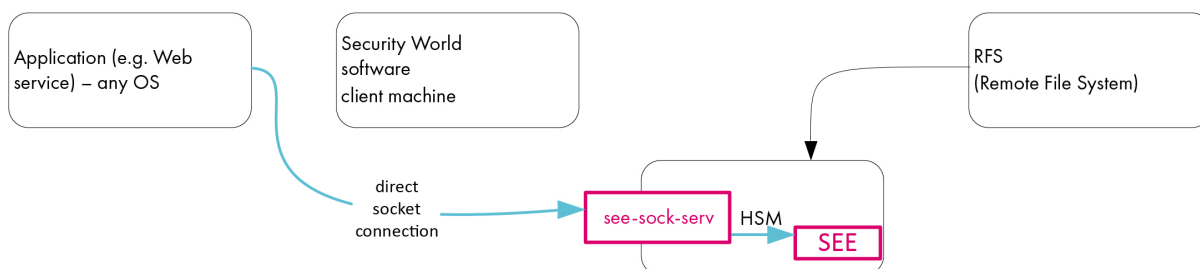 Application (e.g. Web
service) – any OS
Security World
software
client machine
RFS
(Remote File System)
direct
socket
connection
see-sock-serv
HSM
SEE